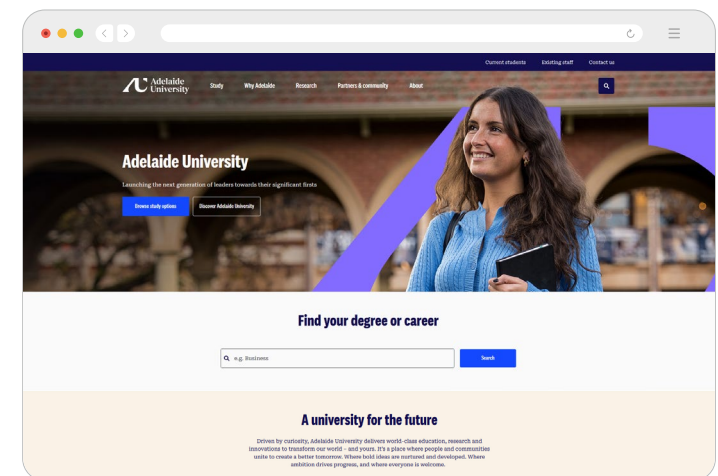 Current students Existing staff Contact us
Adelaide
University
Study Why Adelaide Research Partners & community About
Adelaide University
Launching the next generation of leaders towards their significant firsts
Browse study options Discover Adelaide University
Find your degree or career
e.g. Business Search
A university for the future
Driven by curiosity, Adelaide University delivers world-class education, research and
innovations to transform our world – and yours. It's a place where people and communities
unite to create a better tomorrow. Where bold ideas are nurtured and developed. Where
ambition drives progress, and where everyone is welcome.